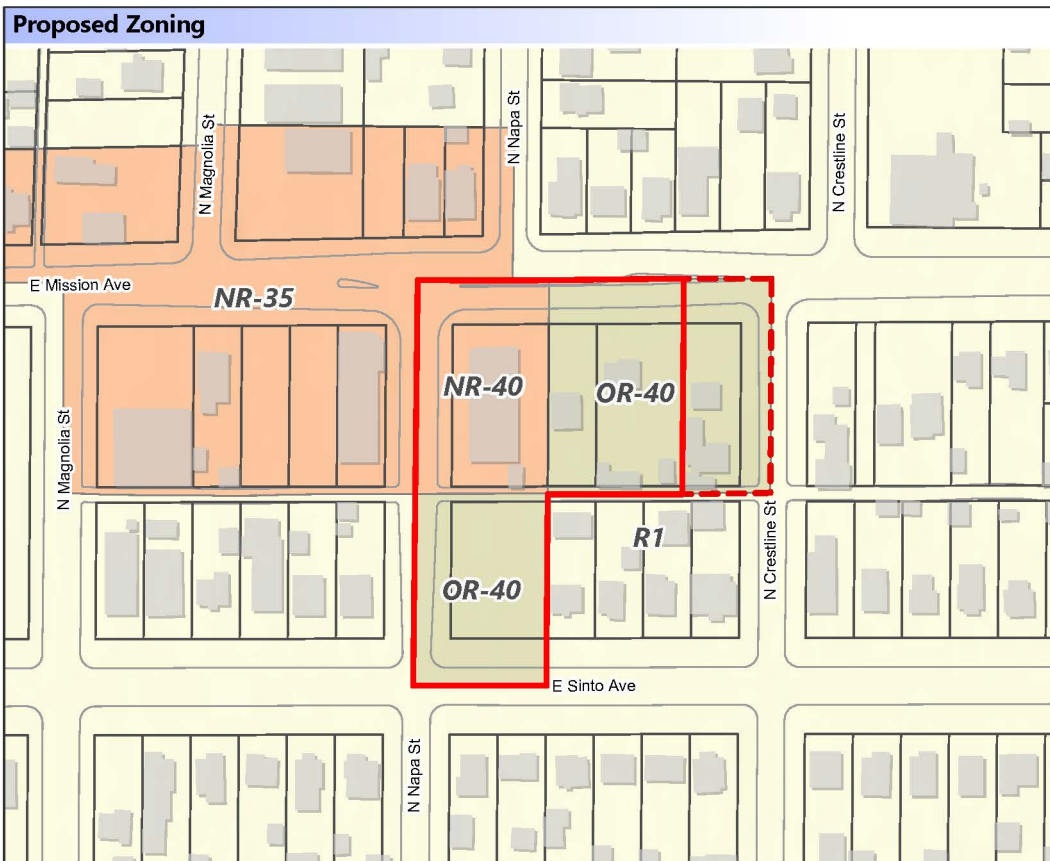 Proposed Zoning
N Magnolia St
N Napa St
N Crestline St
E Mission Ave
NR-35
NR-40
OR-40
N Magnolia St
R1
N Crestline St
OR-40
E Sinto Ave
N Napa St